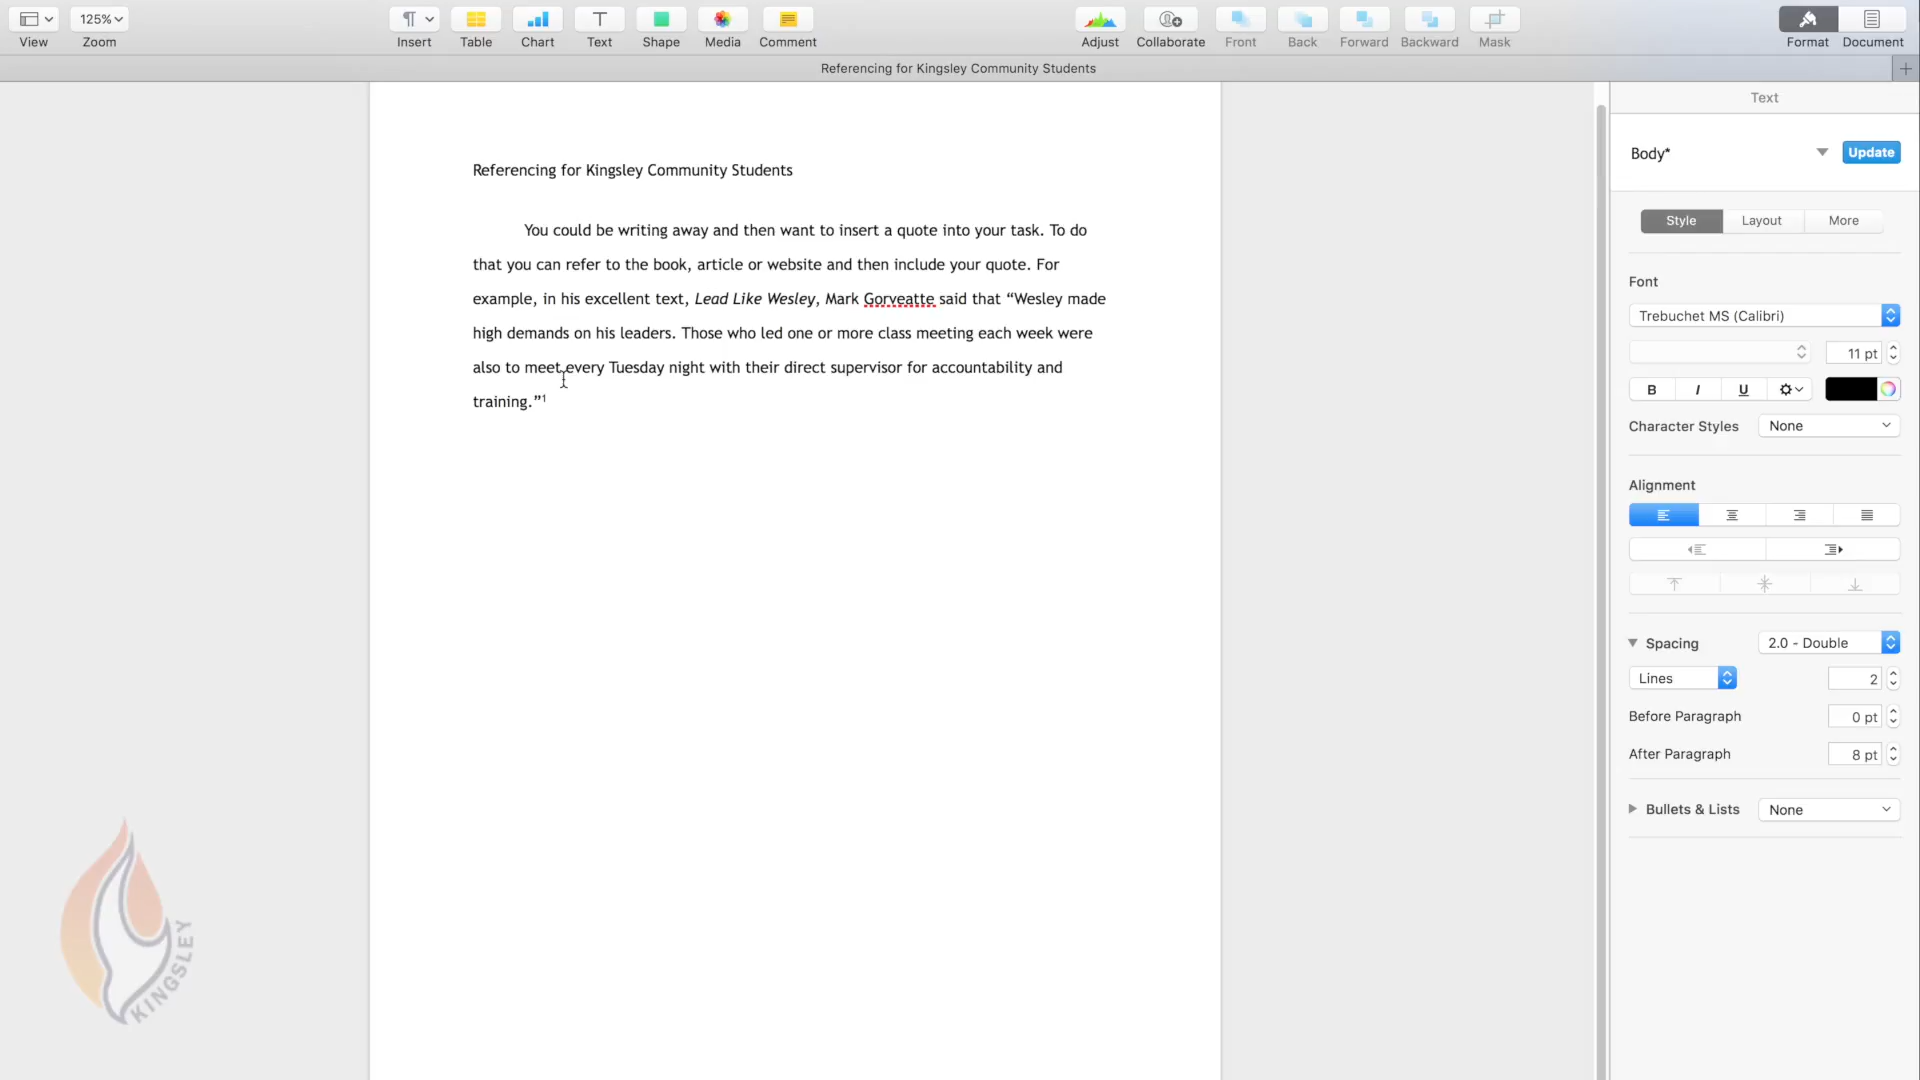 View
125%
Zoom
Insert
Table
Chart
Text
Shape
Media
Comment
Adjust
Collaborate
Front
Back
Forward
Backward
Mask
Format
Document
Referencing for Kingsley Community Students
Referencing for Kingsley Community Students
You could be writing away and then want to insert a quote into your task. To do
that you can refer to the book, article or website and then include your quote. For
example, in his excellent text, Lead Like Wesley, Mark Gorveatte said that “Wesley made
high demands on his leaders. Those who led one or more class meeting each week were
also to meet every Tuesday night with their direct supervisor for accountability and
training.”¹
Text
Body*
Update
Style
Layout
More
Font
Trebuchet MS (Calibri)
11 pt
B I U
Character Styles
None
Alignment
Spacing
2.0 - Double
Lines
2
Before Paragraph
0 pt
After Paragraph
8 pt
Bullets & Lists
None
KINGSLEY